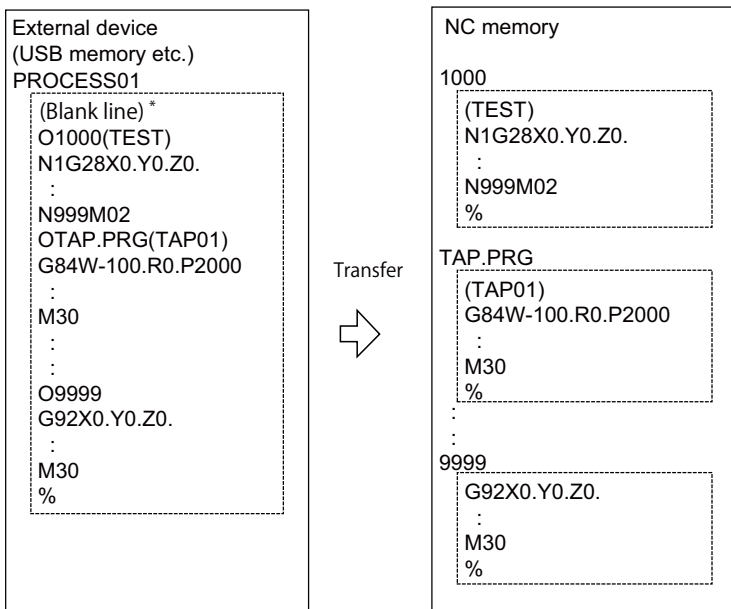 External device
(USB memory etc.)
PROCESS01
(Blank line) *
O1000(TEST)
N1G28X0.Y0.Z0.
:
N999M02
OTAP.PRG(TAP01)
G84W-100.R0.P2000
:
M30
:
:
O9999
G92X0.Y0.Z0.
:
M30
%
Transfer
NC memory
1000
(TEST)
N1G28X0.Y0.Z0.
:
N999M02
%
TAP.PRG
(TAP01)
G84W-100.R0.P2000
:
M30
%
:
:
9999
G92X0.Y0.Z0.
:
M30
%